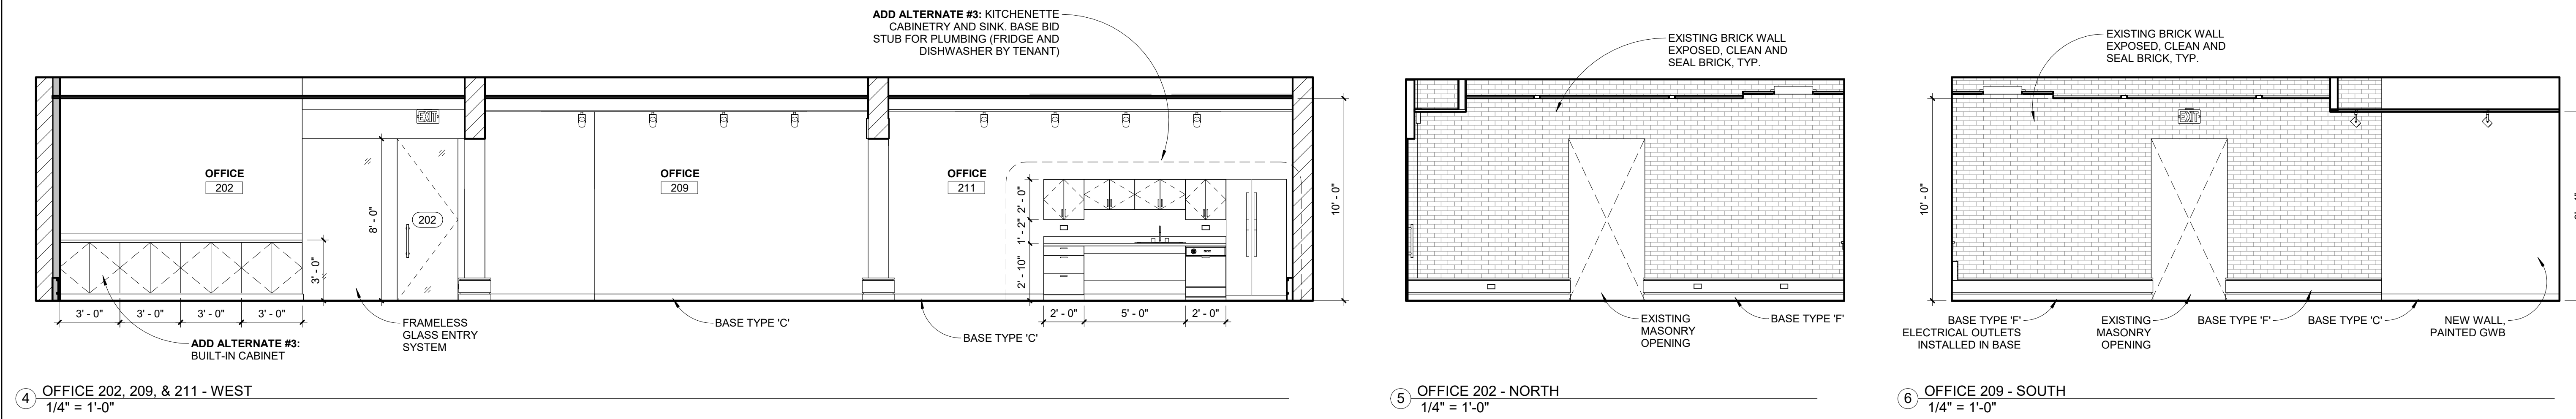 ADD ALTERNATE #3: KITCHENETTE
CABINETRY AND SINK. BASE BID
STUB FOR PLUMBING (FRIDGE AND
DISHWASHER BY TENANT)
EXIT
OFFICE
202
OFFICE
209
OFFICE
211
202
8' - 0"
3' - 0"
2' - 0"
1' - 2"
2' - 10"
10' - 0"
3' - 0"
3' - 0"
3' - 0"
3' - 0"
2' - 0"
5' - 0"
2' - 0"
ADD ALTERNATE #3:
BUILT-IN CABINET
FRAMELESS
GLASS ENTRY
SYSTEM
BASE TYPE 'C'
BASE TYPE 'C'
4
OFFICE 202, 209, & 211 - WEST
1/4" = 1'-0"
EXISTING BRICK WALL
EXPOSED, CLEAN AND
SEAL BRICK, TYP.
EXISTING
MASONRY
OPENING
BASE TYPE 'F'
5
OFFICE 202 - NORTH
1/4" = 1'-0"
EXISTING BRICK WALL
EXPOSED, CLEAN AND
SEAL BRICK, TYP.
EXIT
10' - 0"
BASE TYPE 'F'
ELECTRICAL OUTLETS
INSTALLED IN BASE
EXISTING
MASONRY
OPENING
BASE TYPE 'F'
BASE TYPE 'C'
NEW WALL,
PAINTED GWB
6
OFFICE 209 - SOUTH
1/4" = 1'-0"